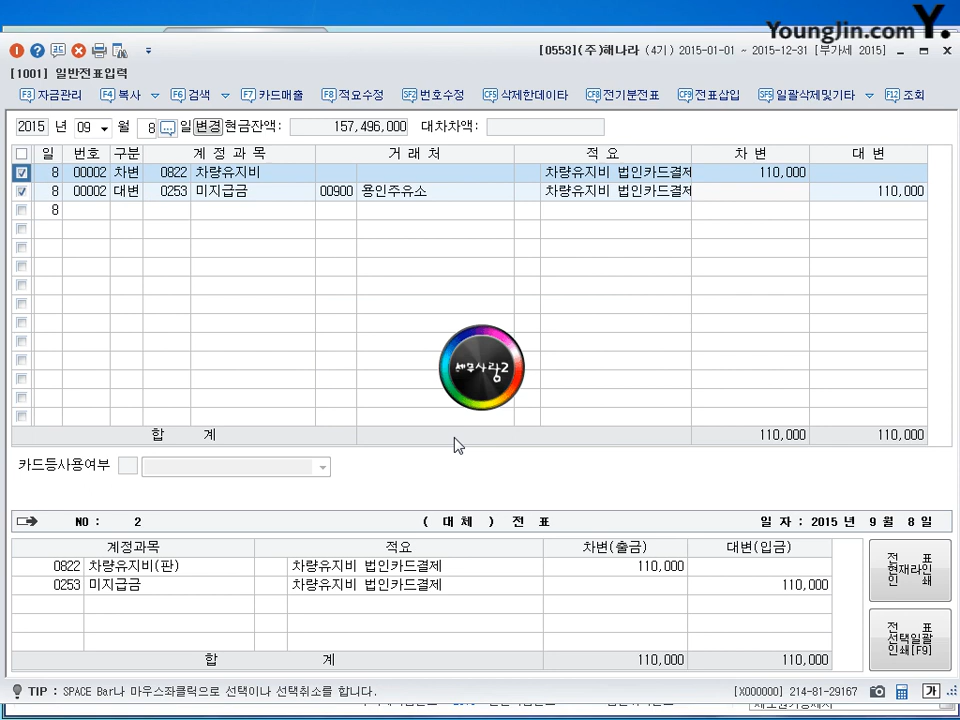 YoungJin.com Y.
[0553](주)해나라 (4기) 2015-01-01 ~ 2015-12-31 [부가세 2015]
[1001] 일반전표입력
F3 자금관리 F4 복사 F6 검색 F7 카드매출 F8 적요수정 SF2 번호수정 CF5 삭제한데이타 CF8 전기분전표 CF9 전표삽입 SF5 일괄삭제및기타 F12 조회
2015 년 09 월 8 일 변경 현금잔액: 157,496,000 대차차액:
일 번호 구분 계 정 과 목 거 래 처 적 요 차 변 대 변
8 00002 차변 0822 차량유지비 차량유지비 법인카드결제 110,000
8 00002 대변 0253 미지급금 00900 용인주유소 차량유지비 법인카드결제 110,000
8
세무사랑2
합 계 110,000 110,000
카드등사용여부
NO : 2 ( 대 체 ) 전 표 일 자 : 2015 년 9 월 8 일
계정과목 적요 차변(출금) 대변(입금)
0822 차량유지비(판) 차량유지비 법인카드결제 110,000
0253 미지급금 차량유지비 법인카드결제 110,000
합 계 110,000 110,000
전 표
현재라인
인 쇄
전 표
선택일괄
인쇄[F9]
TIP : SPACE Bar나 마우스좌클릭으로 선택이나 선택취소를 합니다.
[X000000] 214-81-29167 가